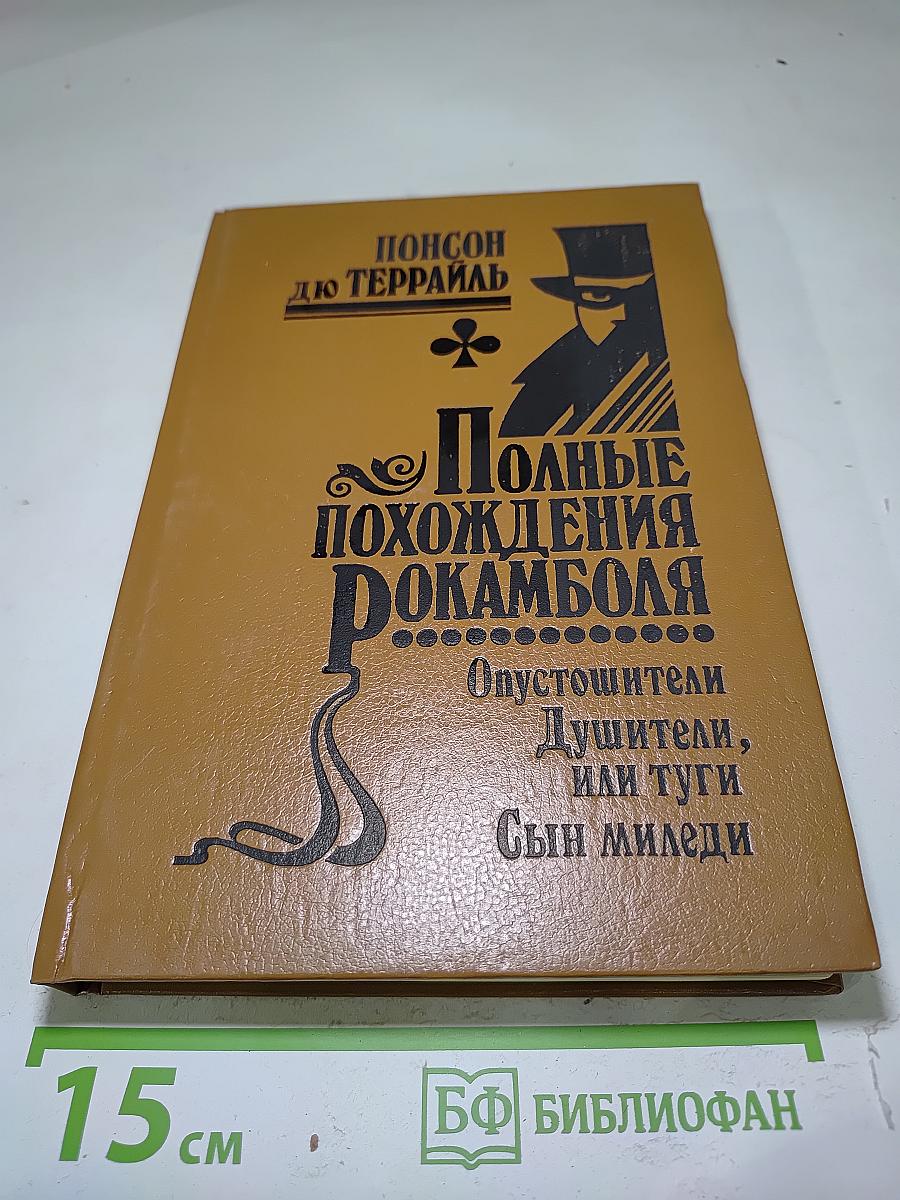 ПОНСОН
дю ТЕРРАЙЛЬ
Полные
похождения
Рокамболя
Опустошители
Душители,
или туги
Сын миледи
15 см
БФ БИБЛИОФАН